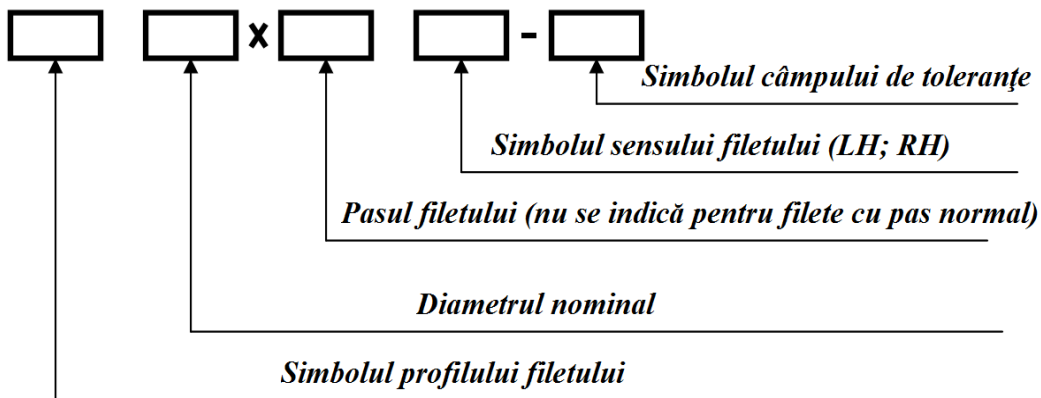 x -
Simbolul câmpului de toleranţe
Simbolul sensului filetului (LH; RH)
Pasul filetului (nu se indică pentru filete cu pas normal)
Diametrul nominal
Simbolul profilului filetului